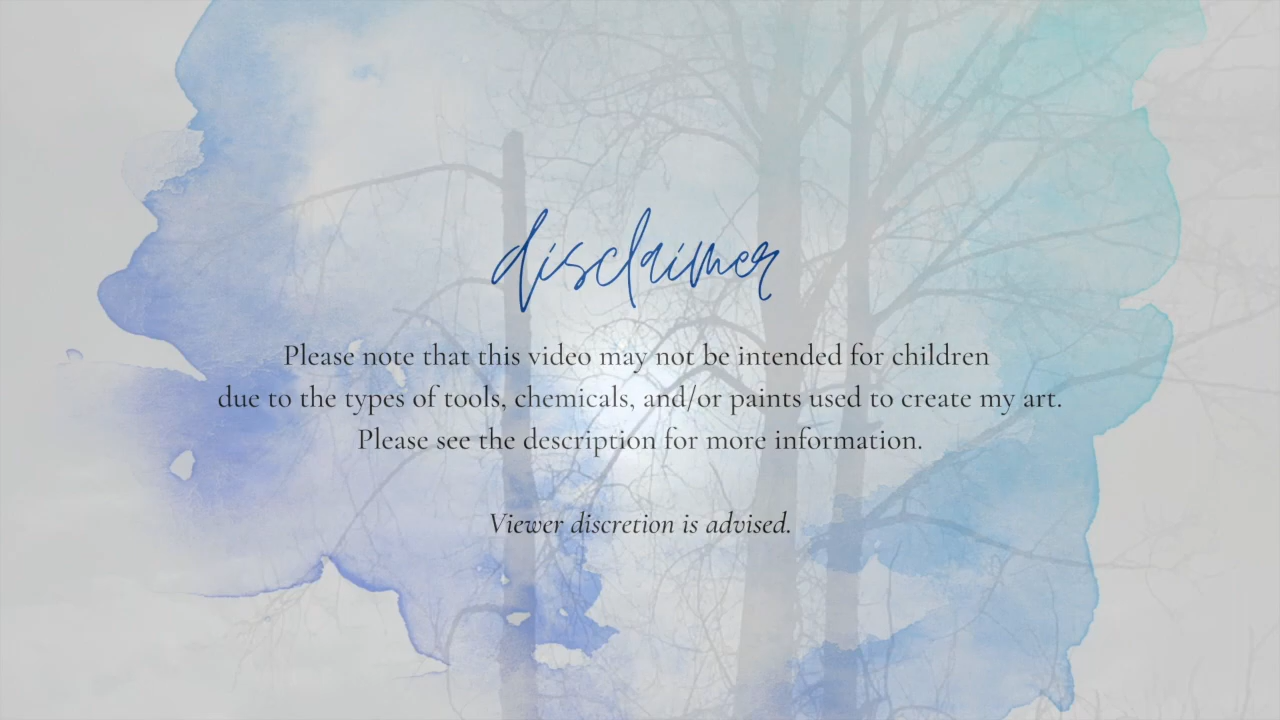 disclaimer
Please note that this video may not be intended for children
due to the types of tools, chemicals, and/or paints used to create my art.
Please see the description for more information.
Viewer discretion is advised.